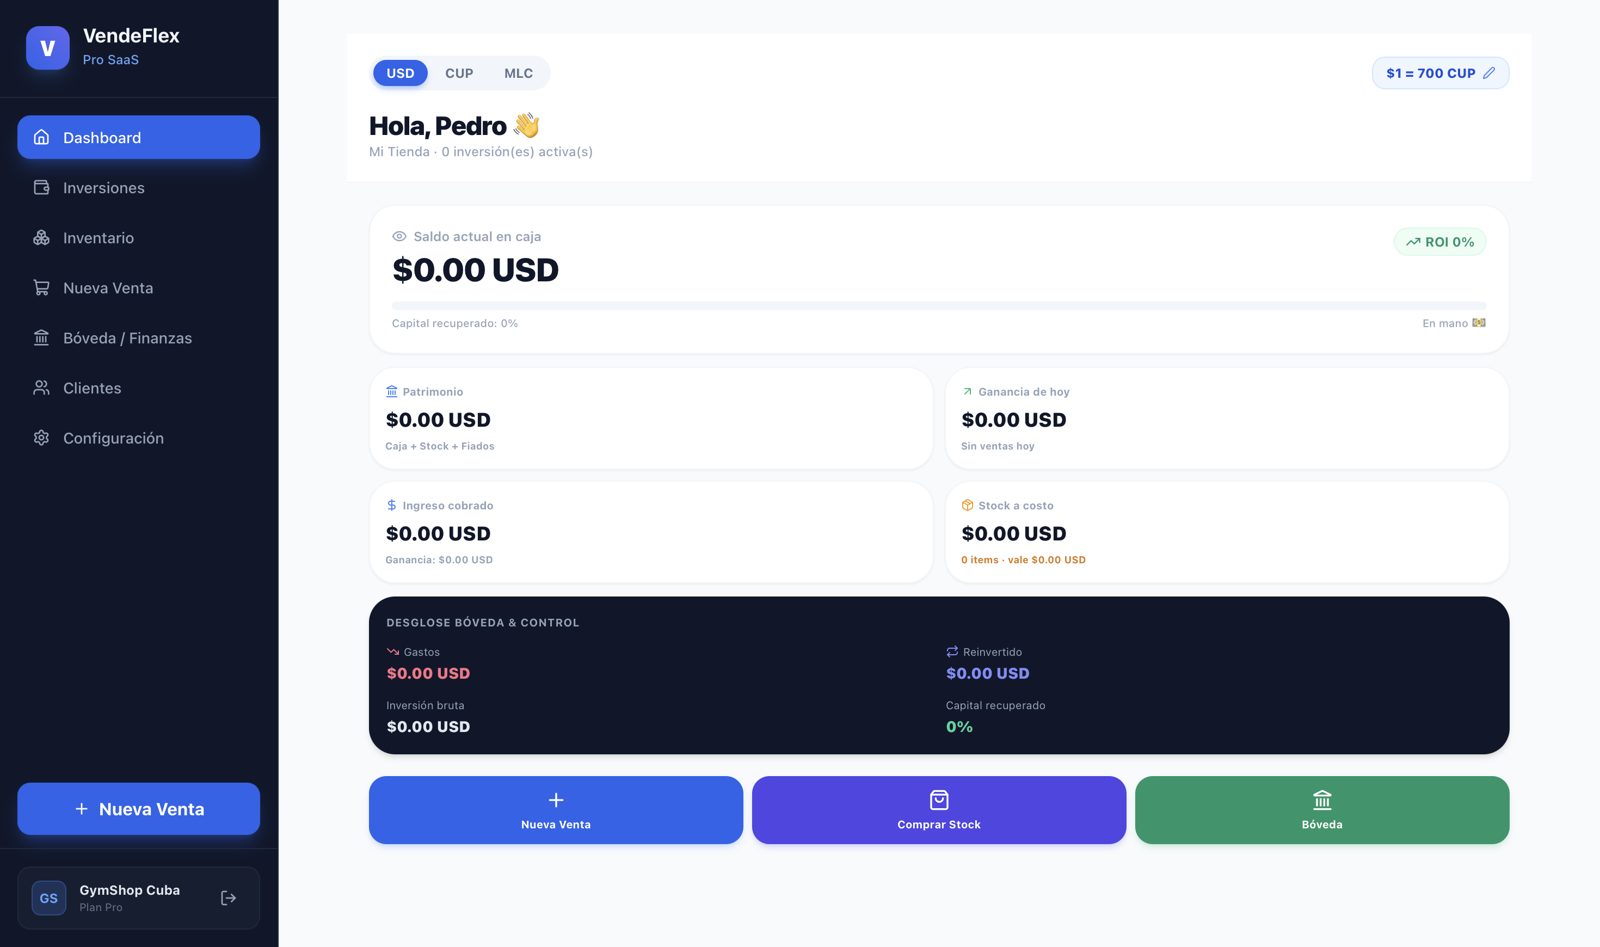 V
VendeFlex
Pro SaaS
Dashboard
Inversiones
Inventario
Nueva Venta
Bóveda / Finanzas
Clientes
Configuración
+ Nueva Venta
GS
GymShop Cuba
Plan Pro
USD CUP MLC
$1 = 700 CUP
Hola, Pedro 👋
Mi Tienda · 0 inversión(es) activa(s)
Saldo actual en caja
ROI 0%
$0.00 USD
Capital recuperado: 0%
En mano 💵
Patrimonio
$0.00 USD
Caja + Stock + Fiados
Ganancia de hoy
$0.00 USD
Sin ventas hoy
Ingreso cobrado
$0.00 USD
Ganancia: $0.00 USD
Stock a costo
$0.00 USD
0 items · vale $0.00 USD
DESGLOSE BÓVEDA & CONTROL
Gastos
$0.00 USD
Reinvertido
$0.00 USD
Inversión bruta
$0.00 USD
Capital recuperado
0%
Nueva Venta
Comprar Stock
Bóveda